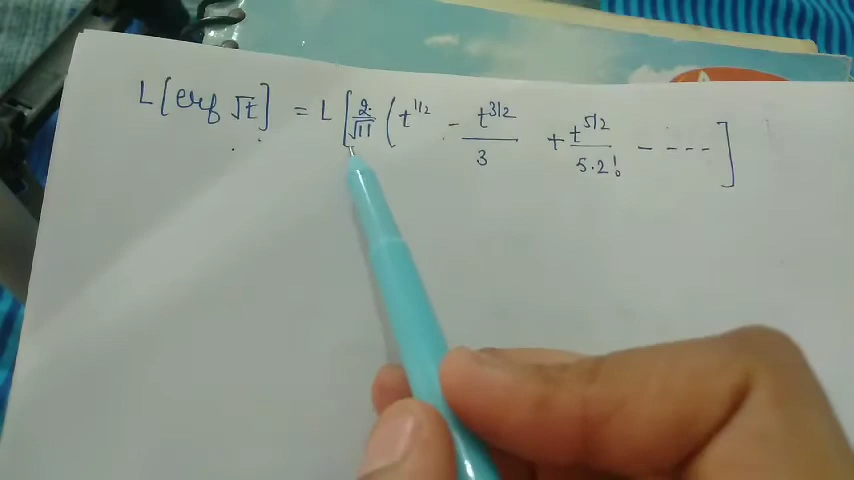 L[erf √t] = L[2/√π (t^1/2 - t^3/2/3 + t^5/2/5.2! - ----]